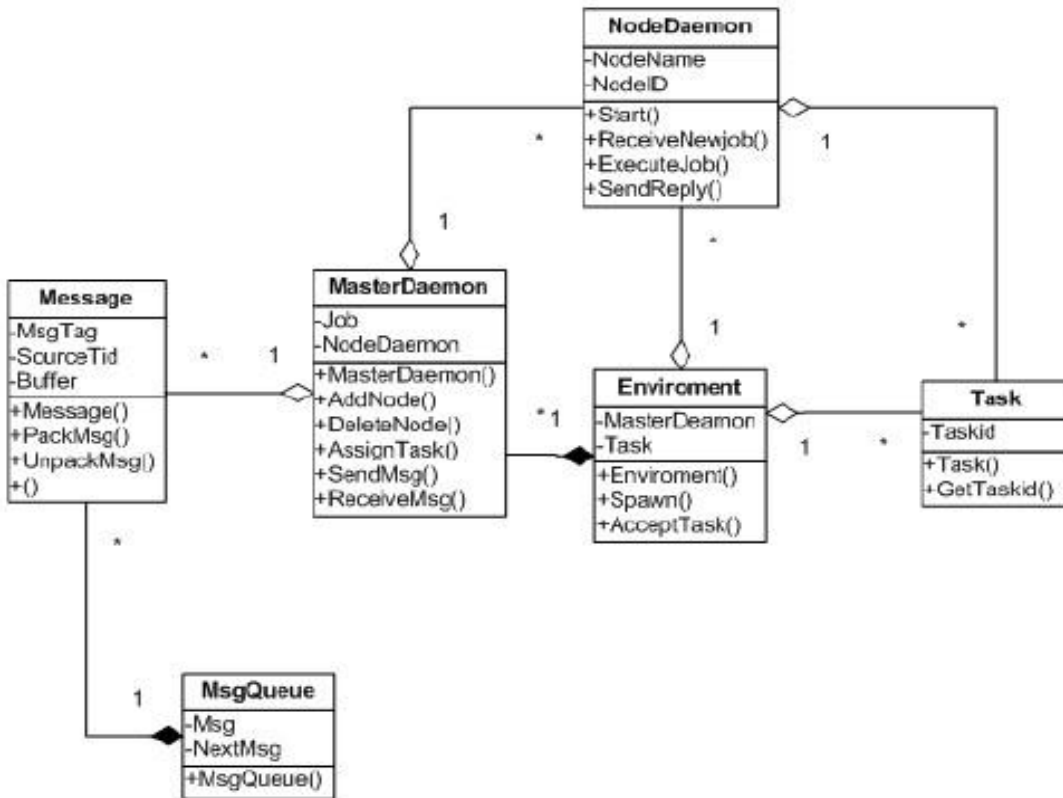 NodeDaemon
-NodeName
-NodeID
+Start()
+ReceiveNewjob()
+ExecuteJob()
+SendReply()
*
1
1
*
*
1
MasterDaemon
-Job
-NodeDaemon
+MasterDaemon()
+AddNode()
+DeleteNode()
+AssignTask()
+SendMsg()
+ReceiveMsg()
Message
-MsgTag
-SourceTid
-Buffer
+Message()
+PackMsg()
+UnpackMsg()
+()
*
1
*
1
Enviroment
-MasterDeamon
-Task
+Enviroment()
+Spawn()
+AcceptTask()
1
*
Task
-Taskid
+Task()
+GetTaskid()
*
1
MsgQueue
-Msg
-NextMsg
+MsgQueue()